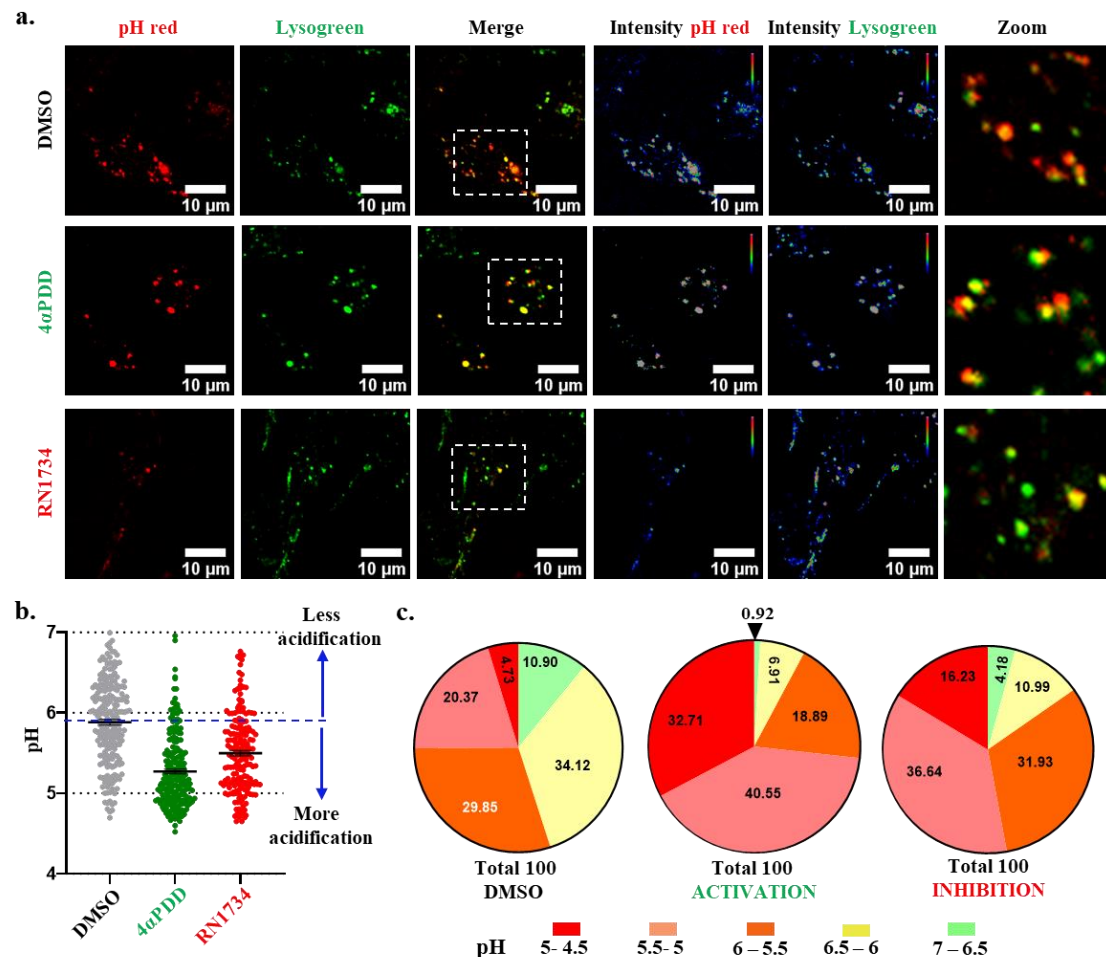 a.
pH red Lysogreen Merge Intensity pH red Intensity Lysogreen Zoom
DMSO
10 µm 10 µm 10 µm 10 µm 10 µm
4αPDD
10 µm 10 µm 10 µm 10 µm 10 µm
RN1734
10 µm 10 µm 10 µm 10 µm 10 µm
b.
7
6
5
4
pH
Less
acidification
More
acidification
DMSO
4αPDD
RN1734
c.
4.73
10.90
20.37
34.12
29.85
Total 100
DMSO
0.92
6.91
18.89
32.71
40.55
Total 100
ACTIVATION
16.23
4.18
10.99
36.64
31.93
Total 100
INHIBITION
pH 5- 4.5 5.5- 5 6 – 5.5 6.5 – 6 7 – 6.5